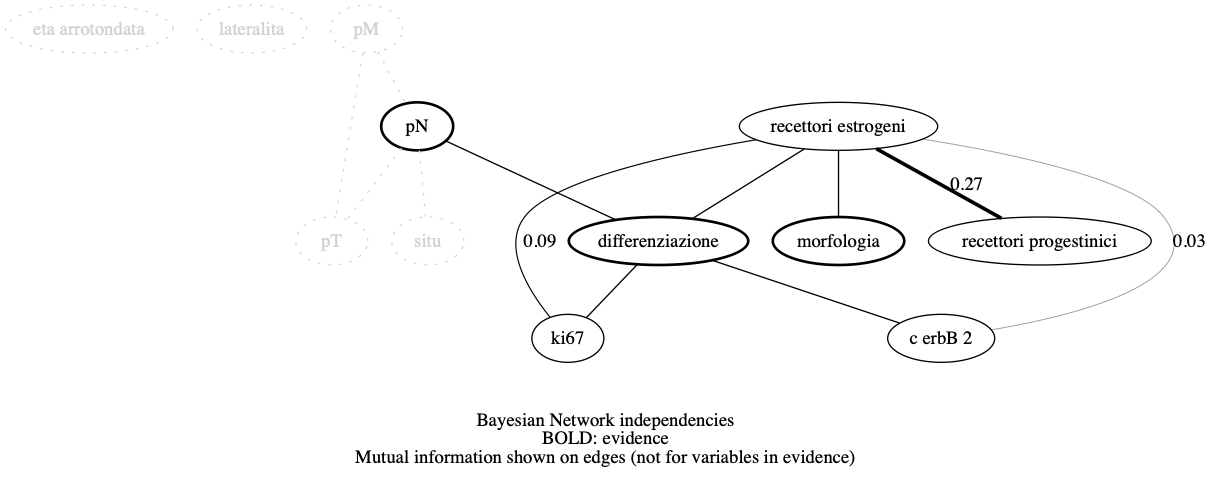 eta arrotondata
lateralita
pM
pN
recettori estrogeni
0.27
pT
situ
0.09
differenziazione
morfologia
recettori progestinici
0.03
ki67
c erbB 2
Bayesian Network independencies
BOLD: evidence
Mutual information shown on edges (not for variables in evidence)